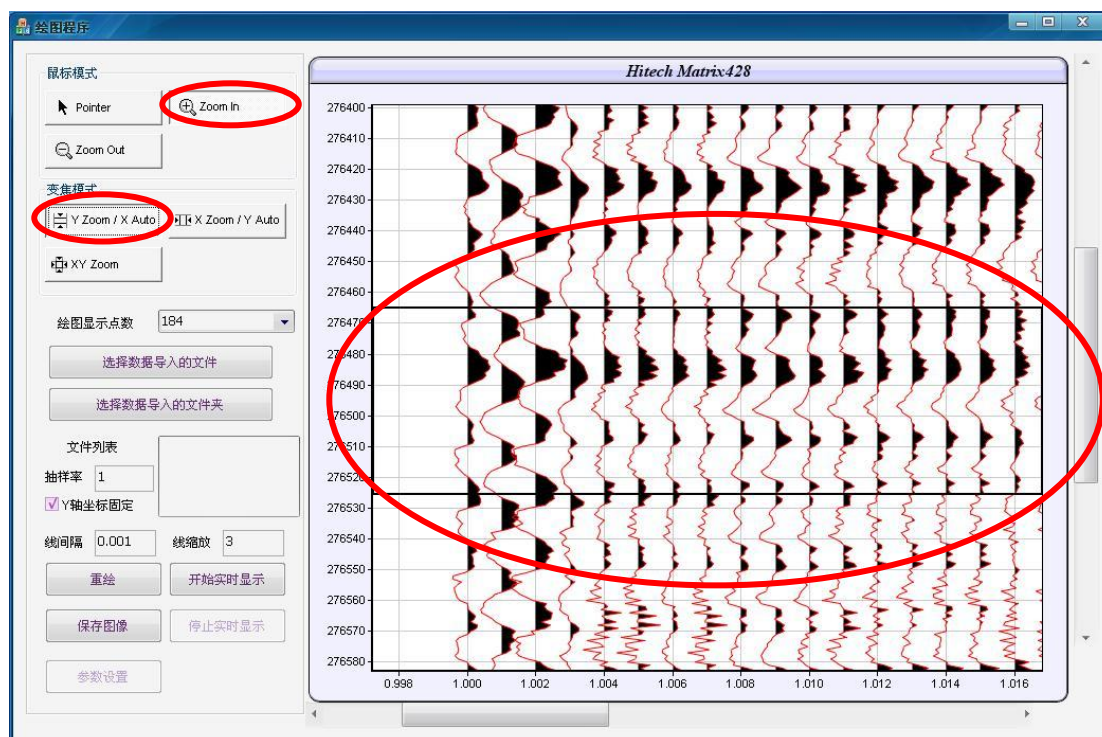 绘图程序
鼠标模式
Pointer
Zoom In
Zoom Out
变焦模式
Y Zoom / X Auto
X Zoom / Y Auto
XY Zoom
绘图显示点数 184
选择数据导入的文件
选择数据导入的文件夹
文件列表
抽样率 1
Y轴坐标固定
线间隔 0.001 线缩放 3
重绘 开始实时显示
保存图像 停止实时显示
参数设置
Hitech Matrix428
276400
276410
276420
276430
276440
276450
276460
276470
276480
276490
276500
276510
276520
276530
276540
276550
276560
276570
276580
0.998 1.000 1.002 1.004 1.006 1.008 1.010 1.012 1.014 1.016